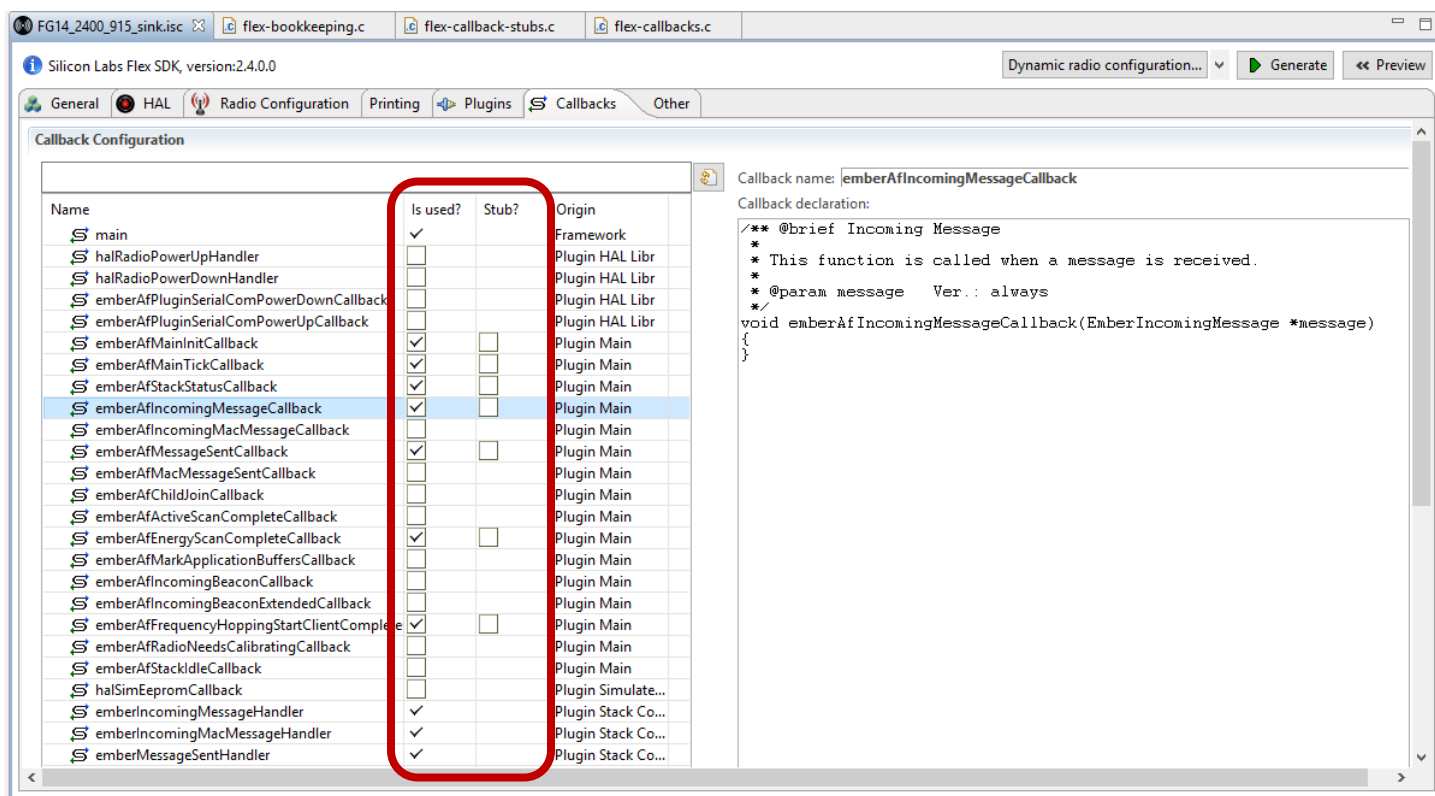 FG14_2400_915_sink.isc
flex-bookkeeping.c
flex-callback-stubs.c
flex-callbacks.c
Silicon Labs Flex SDK, version:2.4.0.0
Dynamic radio configuration...
Generate
Preview
General
HAL
Radio Configuration
Printing
Plugins
Callbacks
Other
Callback Configuration
Name Is used? Stub? Origin
main Framework
halRadioPowerUpHandler Plugin HAL Libr
halRadioPowerDownHandler Plugin HAL Libr
emberAfPluginSerialComPowerDownCallback Plugin HAL Libr
emberAfPluginSerialComPowerUpCallback Plugin HAL Libr
emberAfMainInitCallback Plugin Main
emberAfMainTickCallback Plugin Main
emberAfStackStatusCallback Plugin Main
emberAfIncomingMessageCallback Plugin Main
emberAfIncomingMacMessageCallback Plugin Main
emberAfMessageSentCallback Plugin Main
emberAfMacMessageSentCallback Plugin Main
emberAfChildJoinCallback Plugin Main
emberAfActiveScanCompleteCallback Plugin Main
emberAfEnergyScanCompleteCallback Plugin Main
emberAfMarkApplicationBuffersCallback Plugin Main
emberAfIncomingBeaconCallback Plugin Main
emberAfIncomingBeaconExtendedCallback Plugin Main
emberAfFrequencyHoppingStartClientComplete Plugin Main
emberAfRadioNeedsCalibratingCallback Plugin Main
emberAfStackIdleCallback Plugin Main
halSimEepromCallback Plugin Simulate...
emberIncomingMessageHandler Plugin Stack Co...
emberIncomingMacMessageHandler Plugin Stack Co...
emberMessageSentHandler Plugin Stack Co...
Callback name: emberAfIncomingMessageCallback
Callback declaration:
/** @brief Incoming Message
*
* This function is called when a message is received.
*
* @param message Ver.: always
*/
void emberAfIncomingMessageCallback(EmberIncomingMessage *message)
{
}